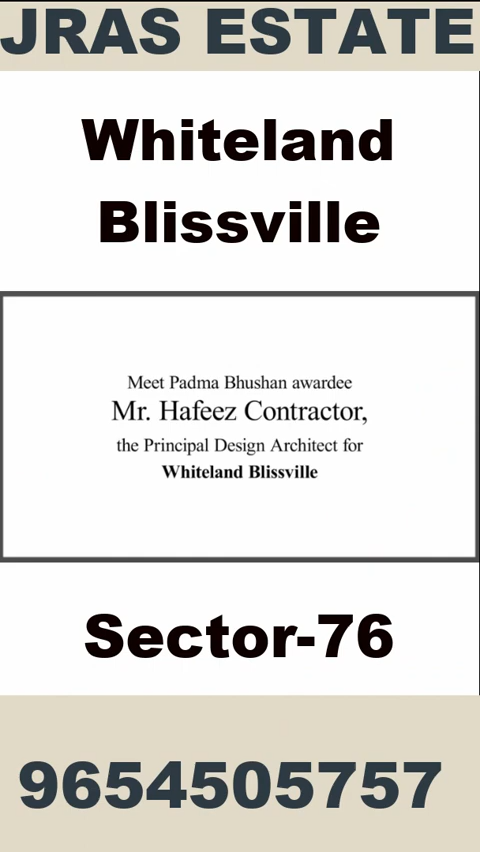 JRAS ESTATE
Whiteland
Blissville
Meet Padma Bhushan awardee
Mr. Hafeez Contractor,
the Principal Design Architect for
Whiteland Blissville
Sector-76
9654505757